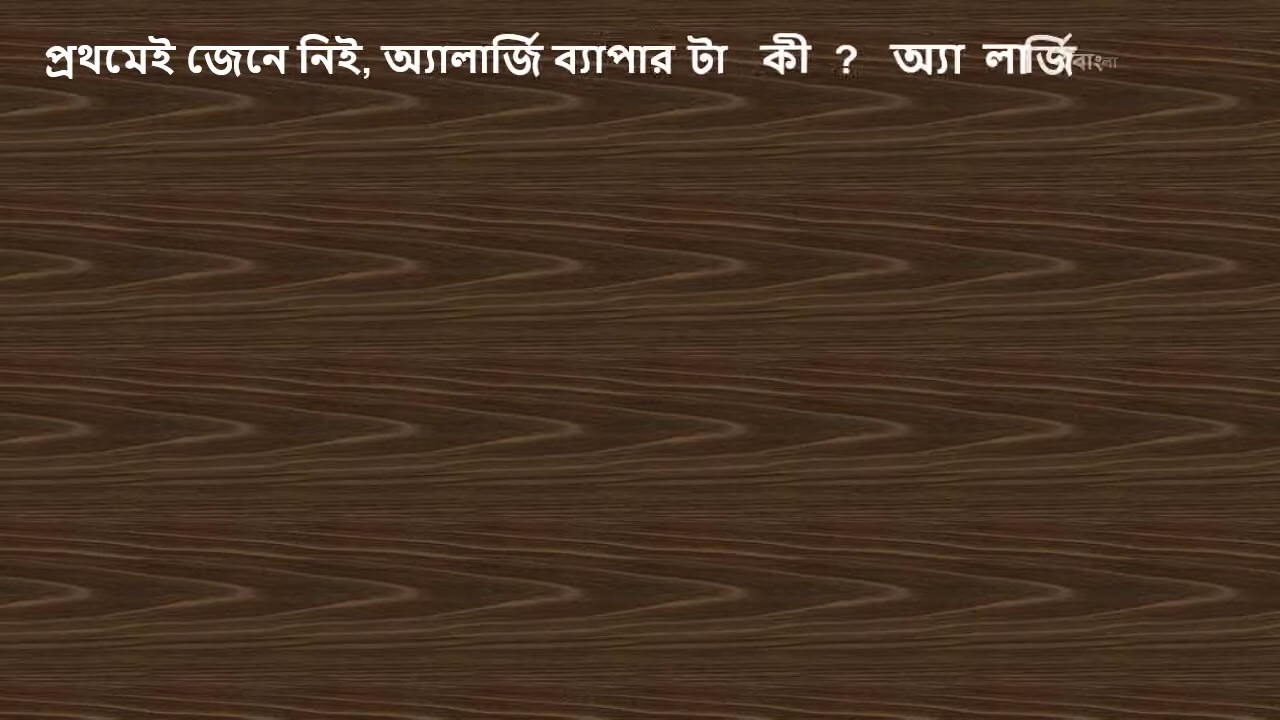 প্রথমেই জেনে নিই, অ্যালার্জি ব্যাপার টা কী ? অ্যা লার্জি বাংলা